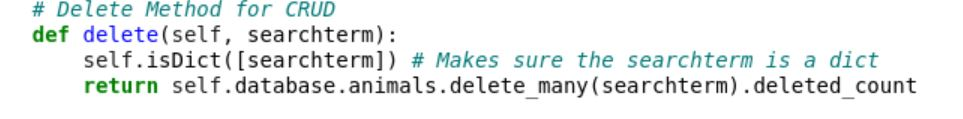 # Delete Method for CRUD
def delete(self, searchterm):
    self.isDict([searchterm]) # Makes sure the searchterm is a dict
    return self.database.animals.delete_many(searchterm).deleted_count